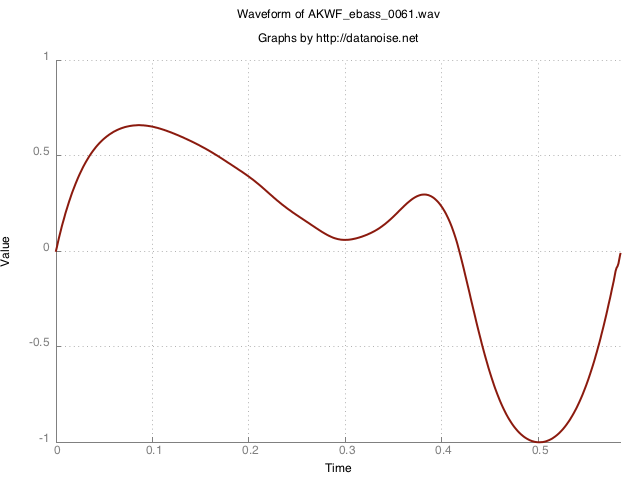 Waveform of AKWF_ebass_0061.wav
Graphs by http://datanoise.net
1
0.5
0
-0.5
-1
Value
0 0.1 0.2 0.3 0.4 0.5
Time